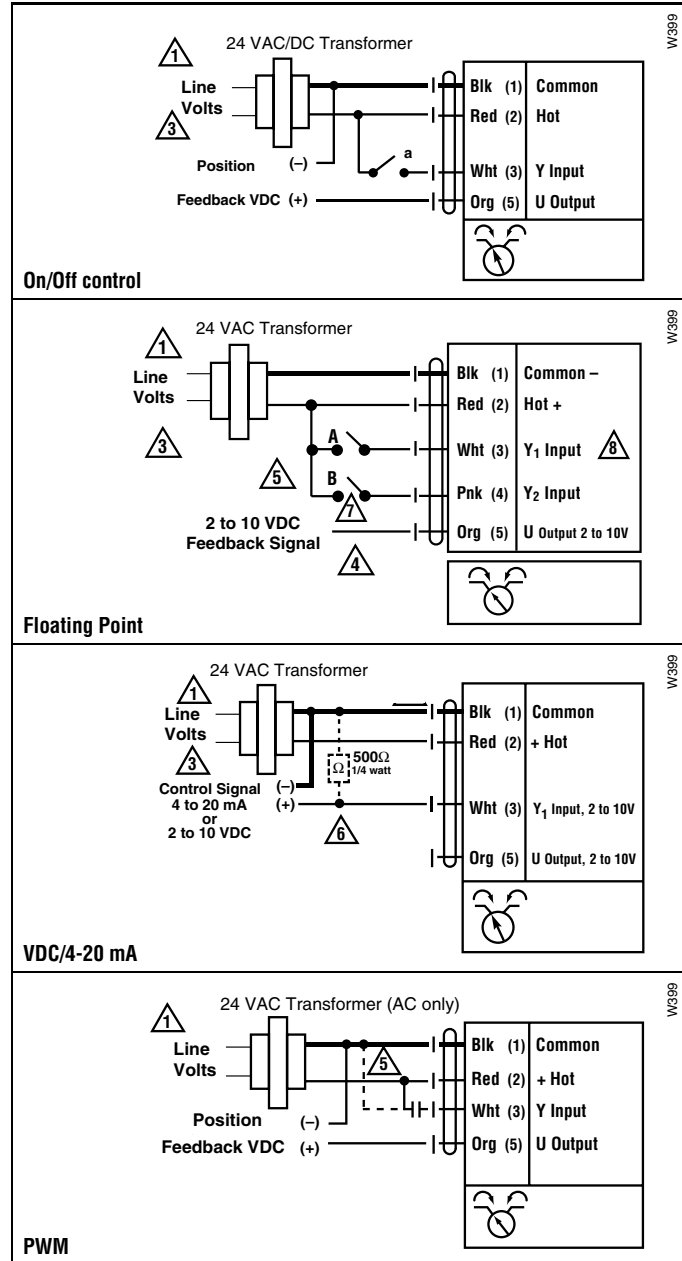 W399
24 VAC/DC Transformer
1
Line
Volts
3
Blk (1) Common
Red (2) Hot
a
Position (–)
Wht (3) Y Input
Feedback VDC (+)
Org (5) U Output
On/Off control
W399
24 VAC Transformer
1
Line
Volts
3
Blk (1) Common –
Red (2) Hot +
A
Wht (3) Y1 Input 8
5
B
Pnk (4) Y2 Input
7
2 to 10 VDC
Feedback Signal
Org (5) U Output 2 to 10V
4
Floating Point
W399
24 VAC Transformer
1
Line
Volts
3
Blk (1) Common
Red (2) + Hot
500Ω
1/4 watt
Ω
Control Signal (–)
4 to 20 mA (+)
or
2 to 10 VDC
6
Wht (3) Y1 Input, 2 to 10V
Org (5) U Output, 2 to 10V
VDC/4-20 mA
W399
24 VAC Transformer (AC only)
1
Line
Volts
5
Blk (1) Common
Red (2) + Hot
Wht (3) Y Input
Position (–)
Feedback VDC (+)
Org (5) U Output
PWM